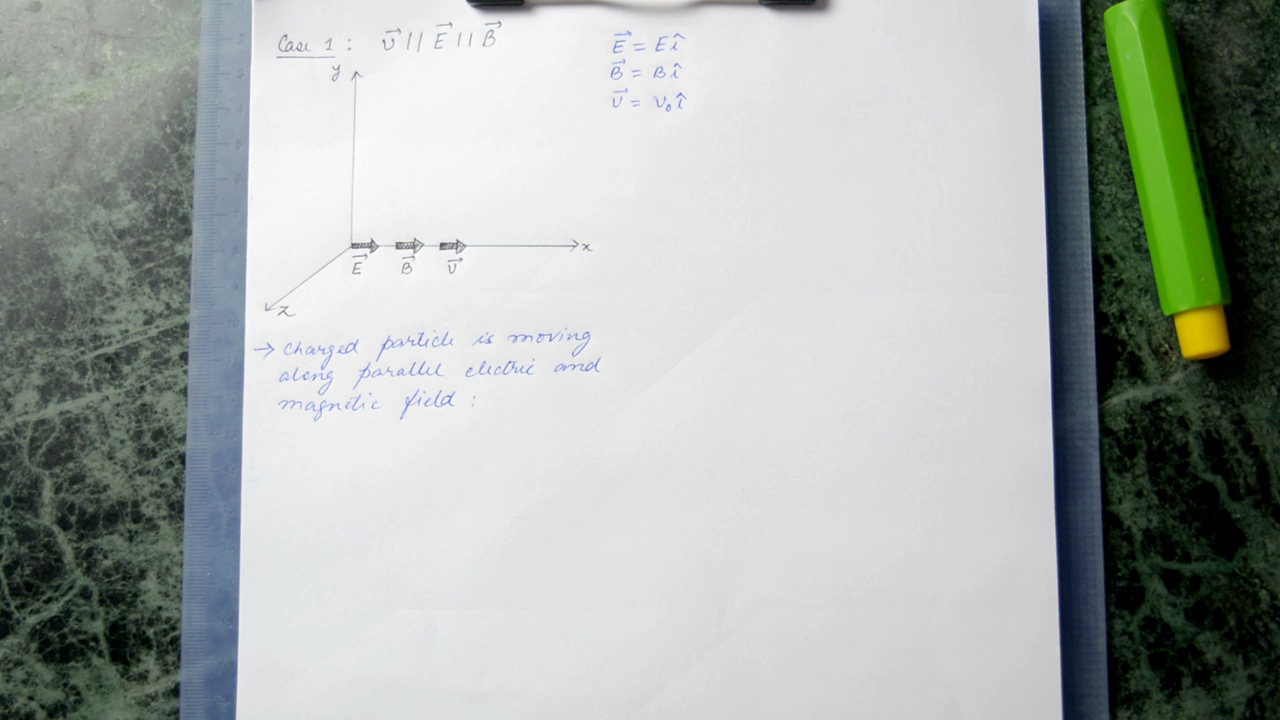 Case 1 : v⃗ || E⃗ || B⃗
E⃗ = E î
B⃗ = B î
v⃗ = v₀ î
y
x
E⃗ B⃗ v⃗
z
→ charged particle is moving
along parallel electric and
magnetic field :